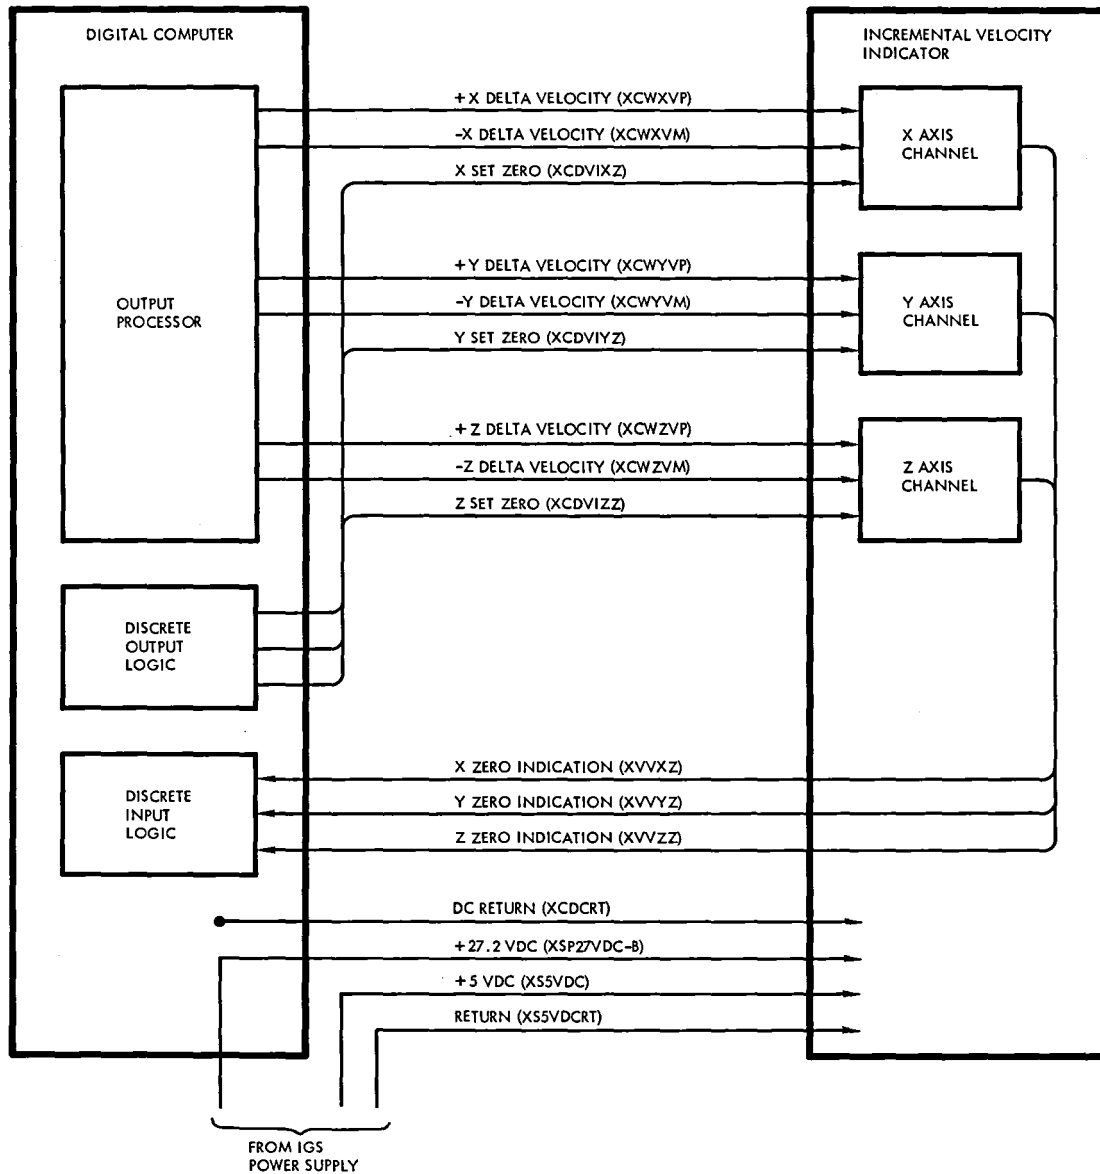 DIGITAL COMPUTER
INCREMENTAL VELOCITY
INDICATOR
OUTPUT
PROCESSOR
+X DELTA VELOCITY (XCWXVP)
-X DELTA VELOCITY (XCWXVM)
X SET ZERO (XCDVIXZ)
X AXIS
CHANNEL
+Y DELTA VELOCITY (XCWYVP)
-Y DELTA VELOCITY (XCWYVM)
Y SET ZERO (XCDVIYZ)
Y AXIS
CHANNEL
+Z DELTA VELOCITY (XCWZVP)
-Z DELTA VELOCITY (XCWZVM)
Z SET ZERO (XCDVIZZ)
Z AXIS
CHANNEL
DISCRETE
OUTPUT
LOGIC
DISCRETE
INPUT
LOGIC
X ZERO INDICATION (XVVXZ)
Y ZERO INDICATION (XVVYZ)
Z ZERO INDICATION (XVVZZ)
DC RETURN (XCDCRT)
+27.2 VDC (XSP27VDC-B)
+5 VDC (XS5VDC)
RETURN (XS5VDCRT)
FROM IGS
POWER SUPPLY